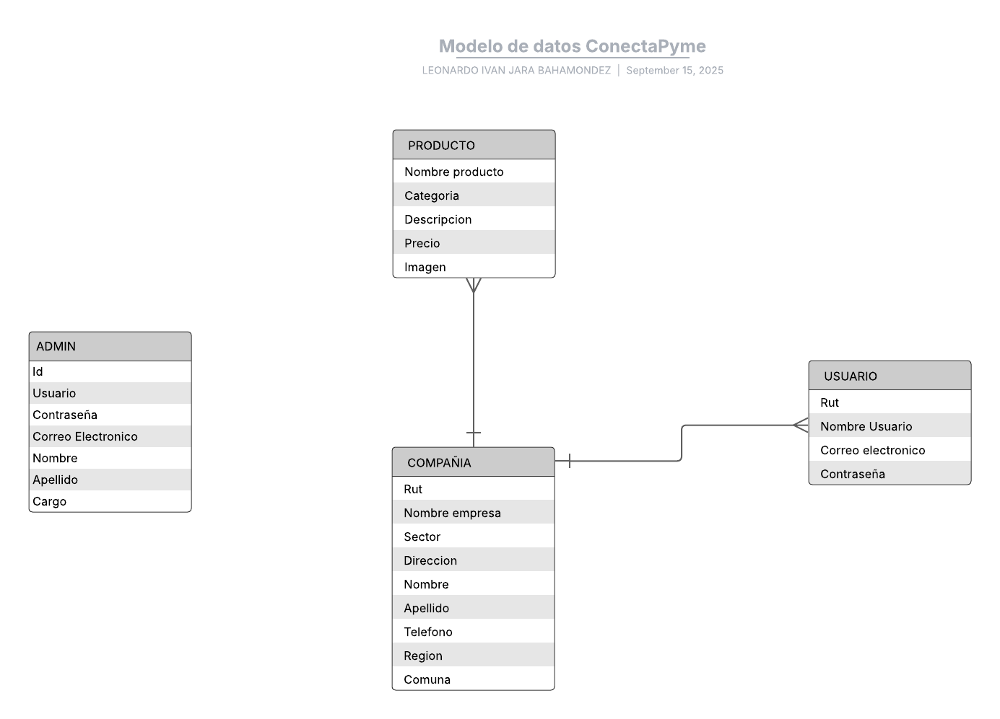 Modelo de datos ConectaPyme
LEONARDO IVAN JARA BAHAMONDEZ | September 15, 2025
PRODUCTO
Nombre producto
Categoria
Descripcion
Precio
Imagen
ADMIN
Id
Usuario
Contraseña
Correo Electronico
Nombre
Apellido
Cargo
COMPAÑIA
Rut
Nombre empresa
Sector
Direccion
Nombre
Apellido
Telefono
Region
Comuna
USUARIO
Rut
Nombre Usuario
Correo electronico
Contraseña